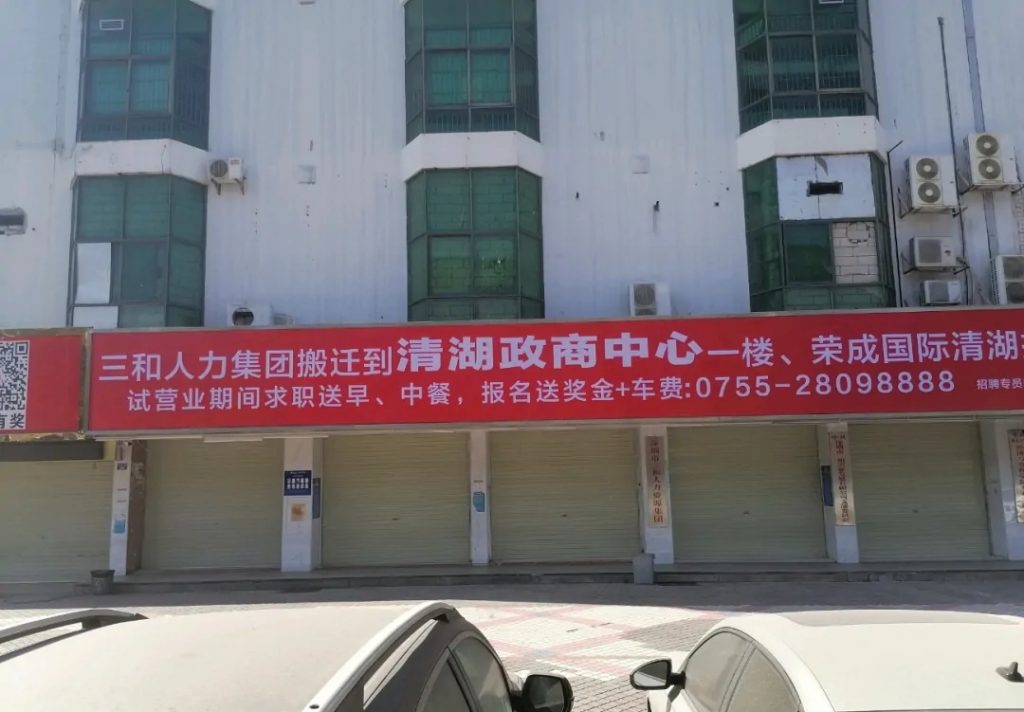 三和人力集团搬迁到清湖政商中心一楼、荣成国际清湖
试营业期间求职送早、中餐，报名送奖金+车费:0755-28098888
招聘专员
有奖